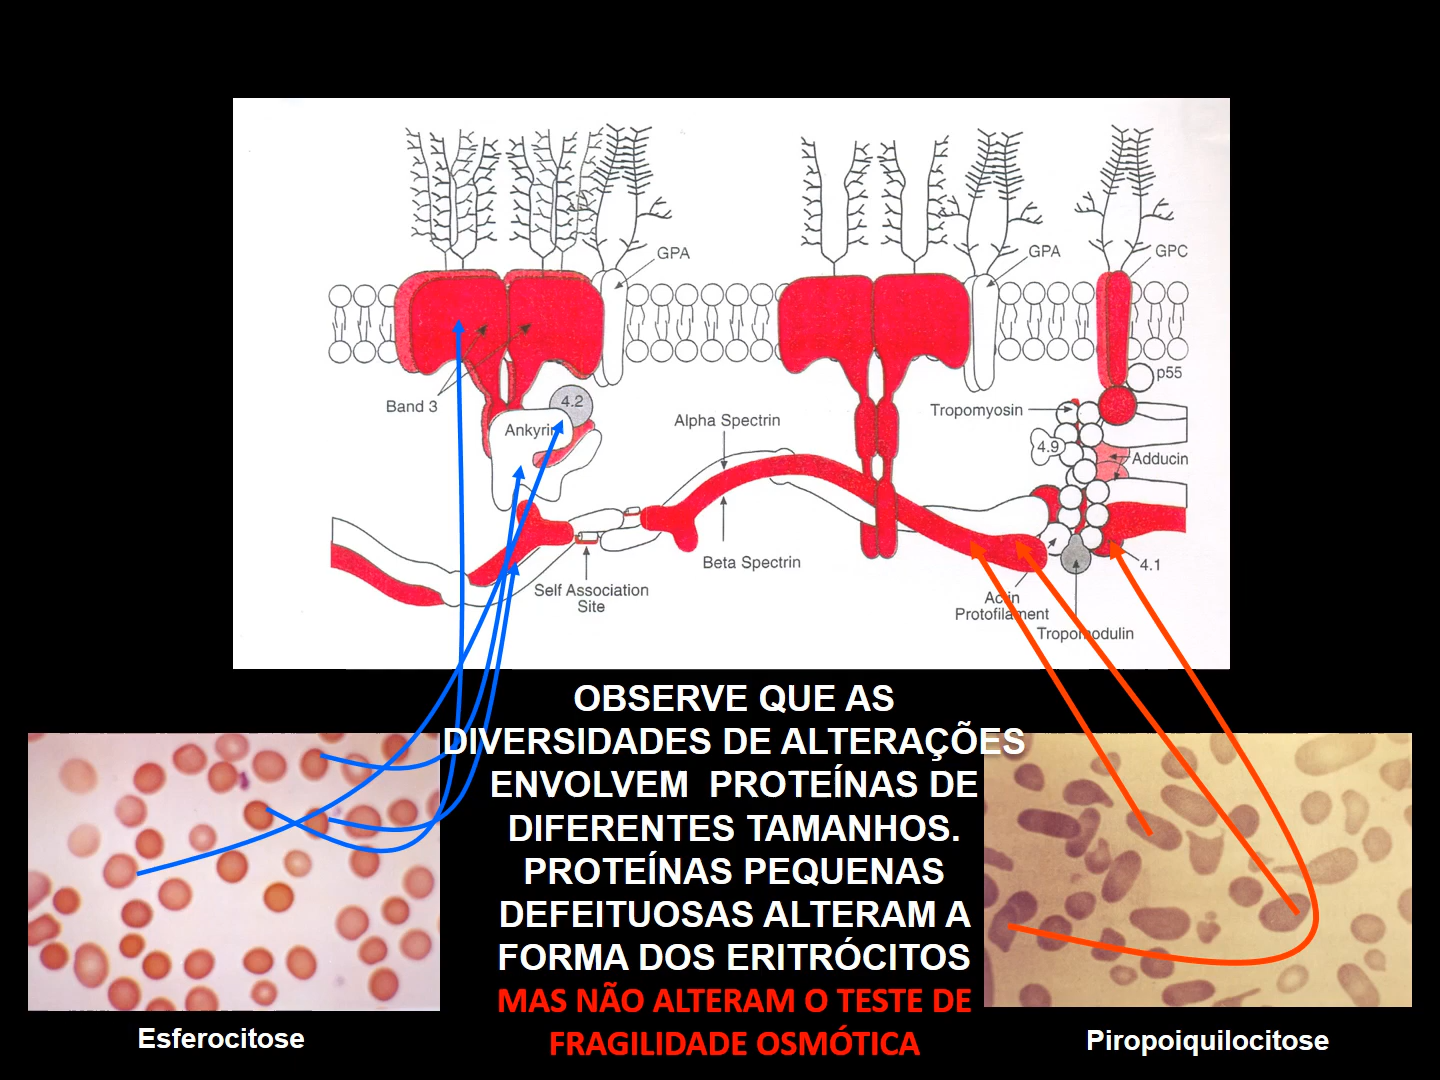 GPA
GPA
GPC
p55
Band 3
4.2
Ankyrin
Alpha Spectrin
Tropomyosin
4.9
Adducin
Beta Spectrin
Self Association
Site
4.1
Actin
Protofilament
Tropomodulin
OBSERVE QUE AS
DIVERSIDADES DE ALTERAÇÕES
ENVOLVEM PROTEÍNAS DE
DIFERENTES TAMANHOS.
PROTEÍNAS PEQUENAS
DEFEITUOSAS ALTERAM A
FORMA DOS ERITRÓCITOS
MAS NÃO ALTERAM O TESTE DE
FRAGILIDADE OSMÓTICA
Esferocitose
Piropoiquilocitose